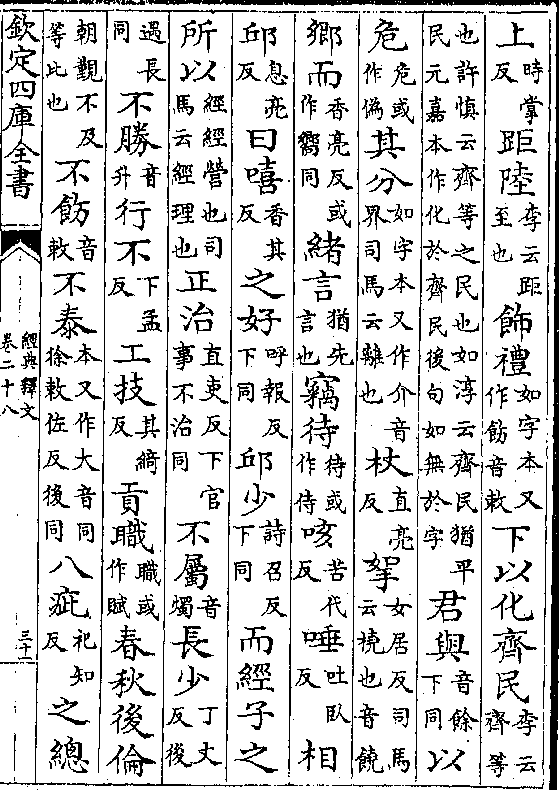 上時掌反距陸李云距至也飾禮如字本又作飭音敕下以化齊民李云齊等
也許慎云齊等之民也如淳云齊民猶平民元嘉本作化於齊民後句如無於字君與音餘下同以
危危或作偽其分如字本又作介音界司馬云離也杖直亮反拏女居反司馬云橈也音饒
鄉而香亮反或作嚮同緒言猶先言也竊待待或作侍咳苦代反唾吐臥反相
邱息亮反曰嘻香其反之好呼報反下同邱少詩召反下同而經子之
所以經經營也司馬云經理也正治直吏反下官事不治同不屬音燭長少丁丈反後
遇長同不勝音升行不下孟反工技其綺反貢職職或作賦春秋後倫
朝覲不及等比也不飭音敕不泰本又作大音同徐敕佐反後同八疵祀知反之總
欽定四庫全書
經典釋文
卷二十八
三十一